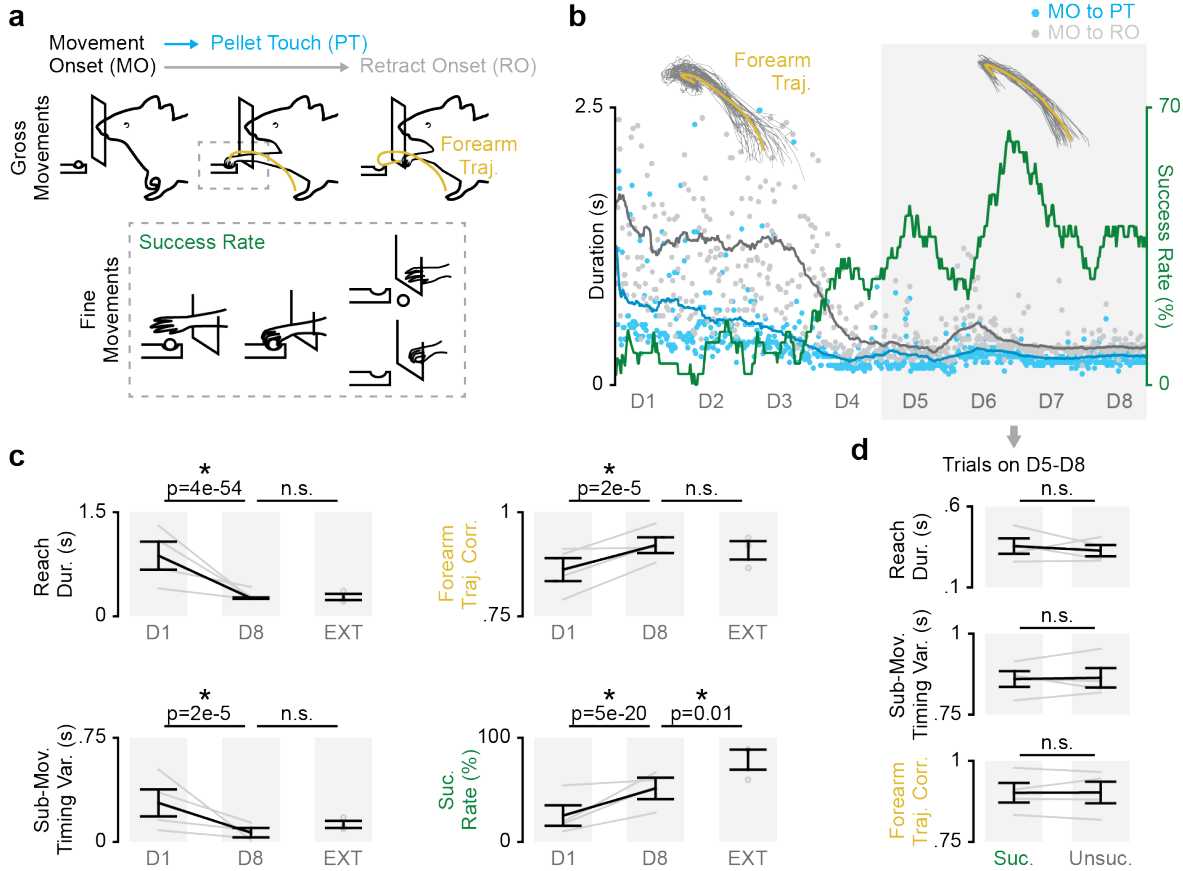 a
Movement
Onset (MO)
Pellet Touch (PT)
Retract Onset (RO)
Gross
Movements
Forearm
Traj.
Fine
Movements
Success Rate
b
MO to PT
MO to RO
Forearm
Traj.
2.5
0
Duration (s)
70
0
Success Rate (%)
D1 D2 D3 D4 D5 D6 D7 D8
c
*
p=4e-54 n.s.
1.5
0
Reach
Dur. (s)
D1 D8 EXT
*
p=2e-5 n.s.
1
.75
Forearm
Traj. Corr.
D1 D8 EXT
*
p=2e-5 n.s.
.75
0
Sub-Mov.
Timing Var. (s)
D1 D8 EXT
* *
p=5e-20 p=0.01
100
0
Suc.
Rate (%)
D1 D8 EXT
d
Trials on D5-D8
n.s.
.6
.1
Reach
Dur. (s)
n.s.
1
.75
Sub-Mov.
Timing Var. (s)
n.s.
1
.75
Forearm
Traj. Corr.
Suc. Unsuc.